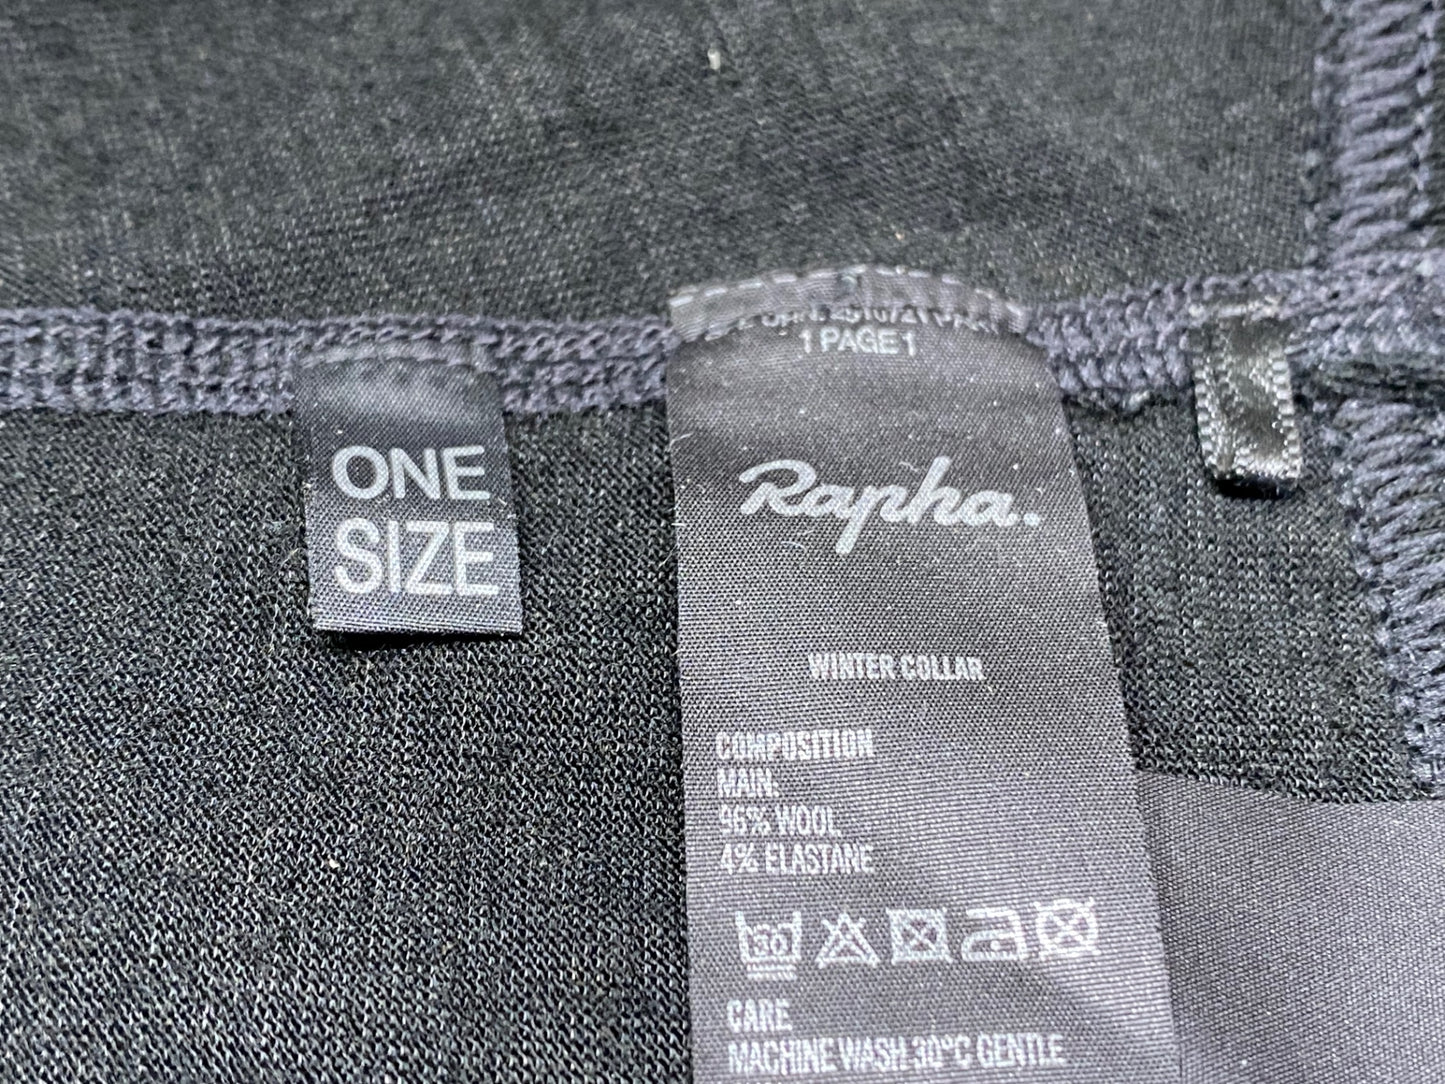 1 PAGE 1
ONE
SIZE
Rapha.
WINTER COLLAR
COMPOSITION
MAIN:
96% WOOL
4% ELASTANE
30
CARE
MACHINE WASH 30°C GENTLE